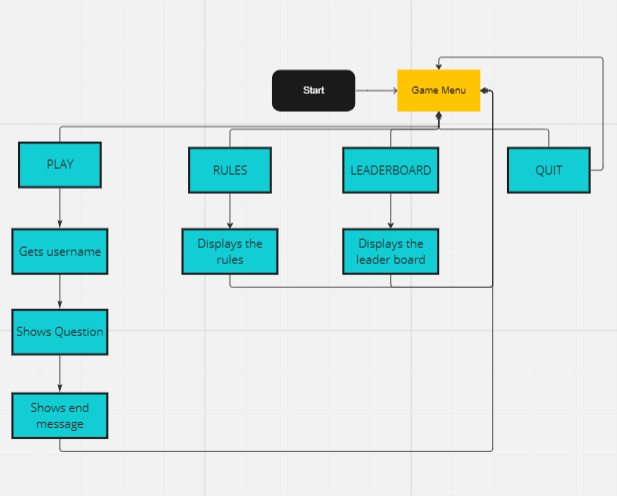 Start
Game Menu
PLAY
RULES
LEADERBOARD
QUIT
Gets username
Displays the
rules
Displays the
leader board
Shows Question
Shows end
message